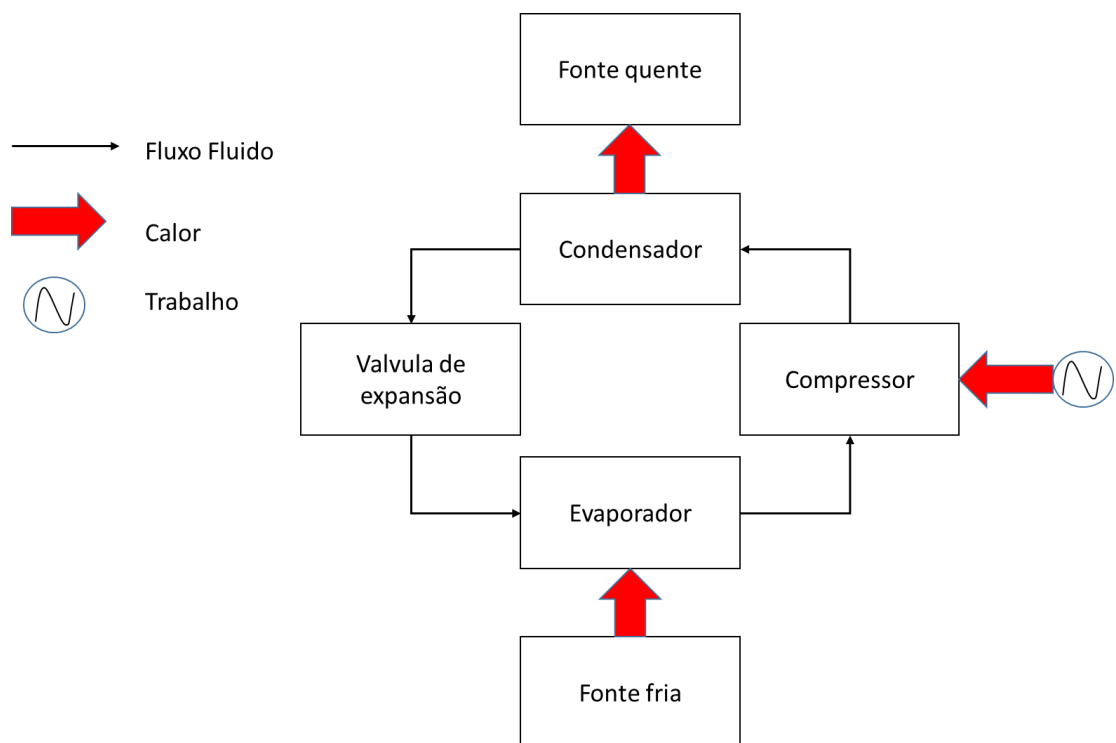 Fonte quente
Fluxo Fluido
Calor
Condensador
Trabalho
Valvula de
expansão
Compressor
Evaporador
Fonte fria